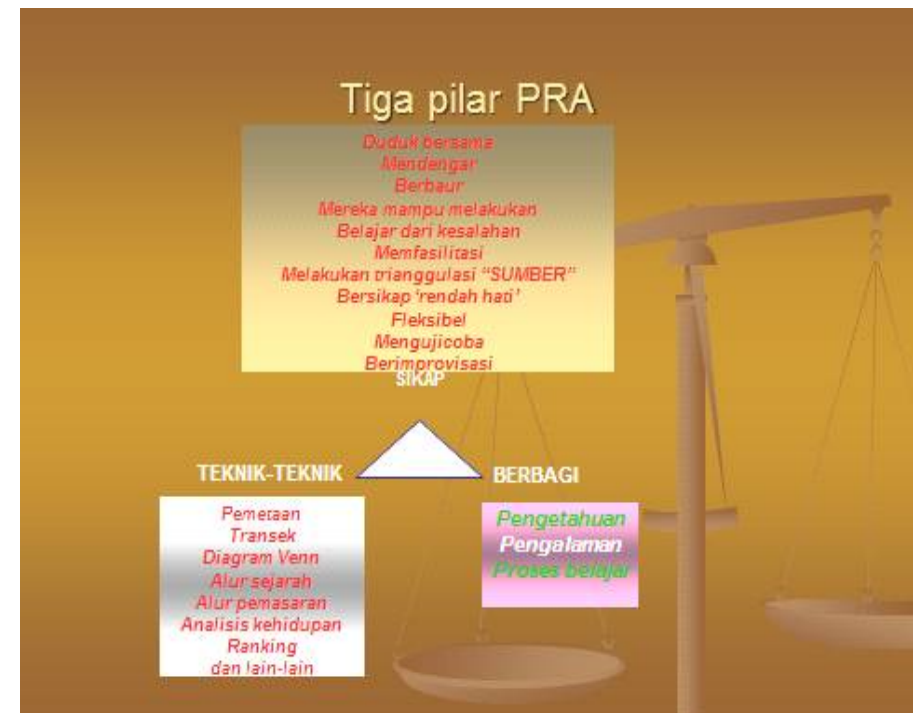 Tiga pilar PRA
Duduk bersama
Mendengar
Berbaur
Mereka mampu melakukan
Belajar dari kesalahan
Memfasilitasi
Melakukan trianggulasi “SUMBER”
Bersikap ‘rendah hati’
Fleksibel
Mengujicoba
Berimprovisasi
SIKAP
TEKNIK-TEKNIK
Pemetaan
Transek
Diagram Venn
Alur sejarah
Alur pemasaran
Analisis kehidupan
Ranking
dan lain-lain
BERBAGI
Pengetahuan
Pengalaman
Proses belajar